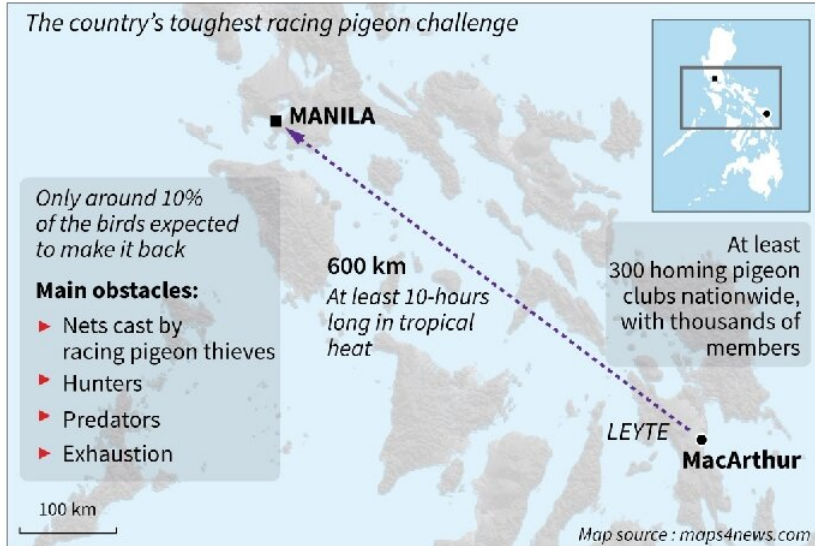 The country's toughest racing pigeon challenge
MANILA
Only around 10%
of the birds expected
to make it back
Main obstacles:
Nets cast by
racing pigeon thieves
Hunters
Predators
Exhaustion
600 km
At least 10-hours
long in tropical
heat
At least
300 homing pigeon
clubs nationwide,
with thousands of
members
LEYTE
MacArthur
100 km
Map source : maps4news.com